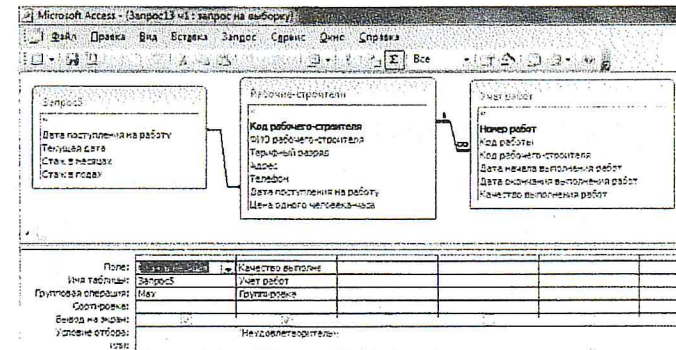 Microsoft Access - [Запрос13 ч1 : запрос на выборку]
Файл Правка Вид Вставка Запрос Сервис Окно Справка
Σ Все
Запрос5
*
Дата поступления на работу
Текущая дата
Стаж в месяцах
Стаж в годах
Рабочие-строители
*
Код рабочего-строителя
ФИО рабочего-строителя
Тарифный разряд
Адрес
Телефон
Дата поступления на работу
Цена одного человека-часа
1
∞
Учет работ
*
Номер работ
Код работы
Код рабочего-строителя
Дата начала выполнения работ
Дата окончания выполнения работ
Качество выполнения работ
Поле: Качество выполне
Имя таблицы: Запрос5 Учет работ
Групповая операция: Max Группировка
Сортировка:
Вывод на экран:
Условие отбора: "Неудовлетворительн
или: